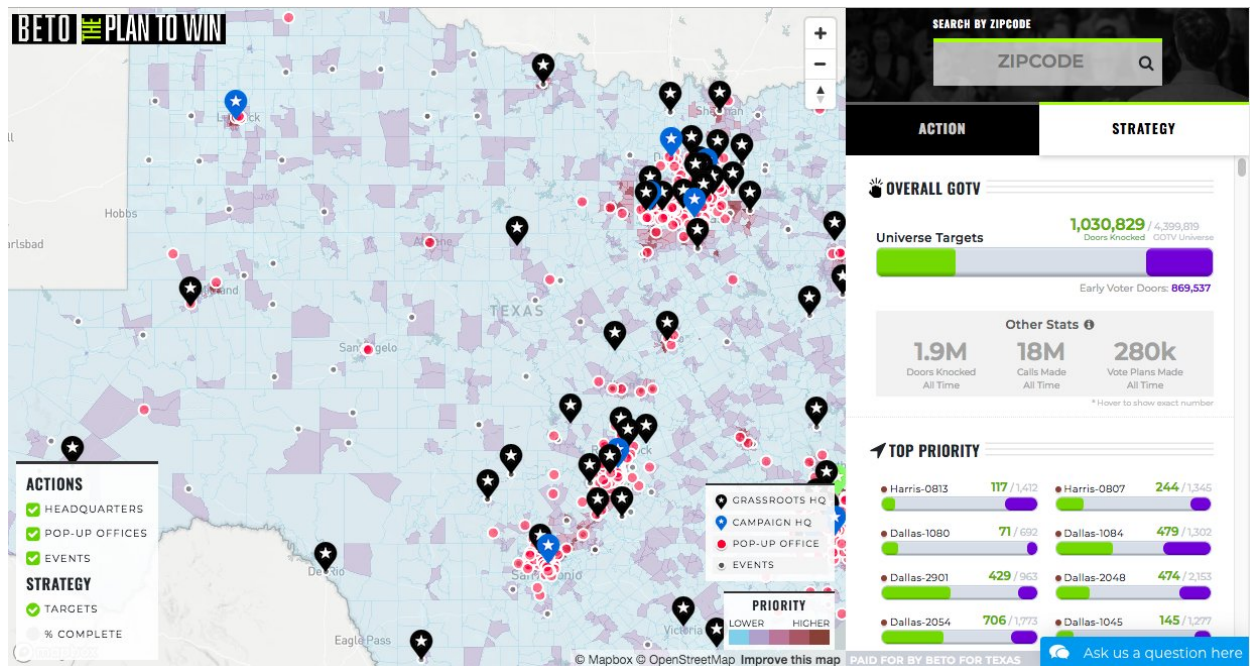 BETO THE PLAN TO WIN
Sherman
Hobbs
TEXAS
Del Rio
Eagle Pass
Victoria
ACTIONS
HEADQUARTERS
POP-UP OFFICES
EVENTS
STRATEGY
TARGETS
% COMPLETE
mapbox
GRASSROOTS HQ
CAMPAIGN HQ
POP-UP OFFICE
EVENTS
PRIORITY
LOWER HIGHER
© Mapbox © OpenStreetMap Improve this map
SEARCH BY ZIPCODE
ZIPCODE
ACTION STRATEGY
OVERALL GOTV
Universe Targets 1,030,829 / 4,399,819
Doors Knocked GOTV Universe
Early Voter Doors: 869,537
Other Stats
1.9M 18M 280k
Doors Knocked Calls Made Vote Plans Made
All Time All Time All Time
* Hover to show exact number
TOP PRIORITY
Harris-0813 117 / 1,412 Harris-0807 244 / 1,345
Dallas-1080 71 / 692 Dallas-1084 479 / 1,302
Dallas-2901 429 / 963 Dallas-2048 474 / 2,153
Dallas-2054 706 / 1,773 Dallas-1045 145 / 1,277
PAID FOR BY BETO FOR TEXAS
Ask us a question here